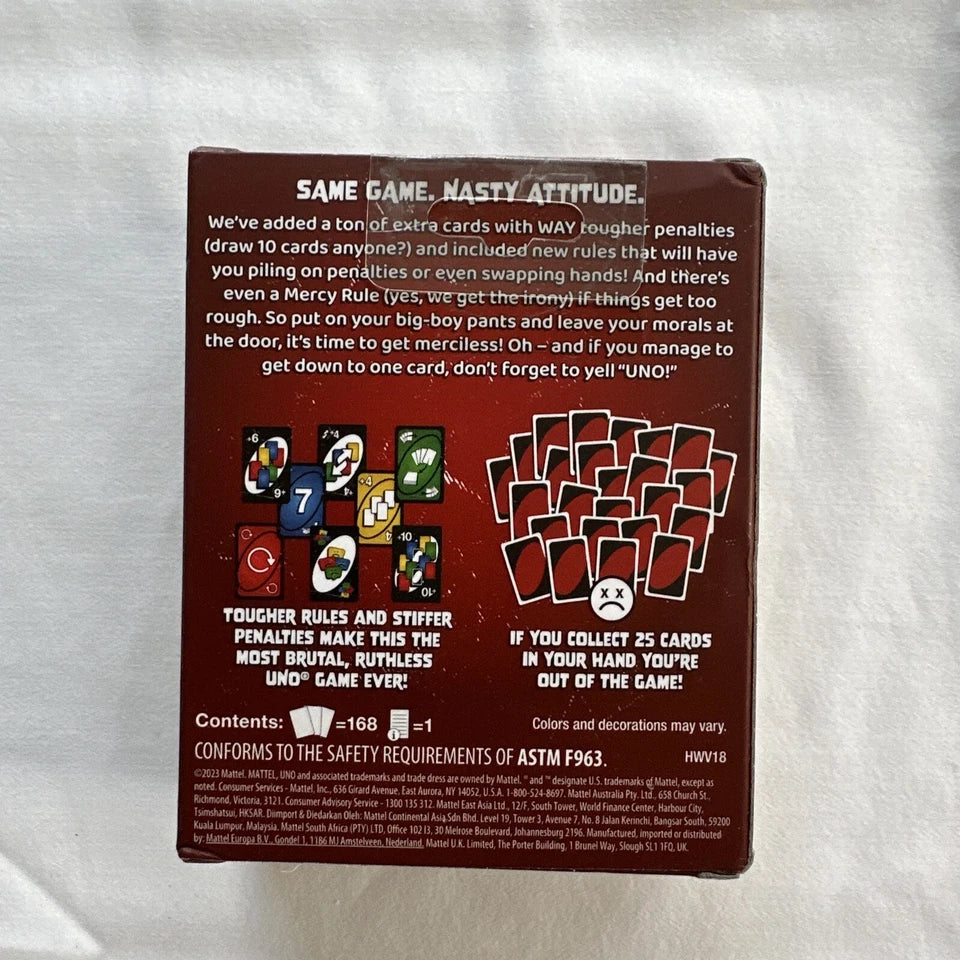 SAME GAME. NASTY ATTITUDE.
We've added a ton of extra cards with WAY tougher penalties
(draw 10 cards anyone?) and included new rules that will have
you piling on penalties or even swapping hands! And there's
even a Mercy Rule (yes, we get the irony) if things get too
rough. So put on your big-boy pants and leave your morals at
the door, it's time to get merciless! Oh – and if you manage to
get down to one card, don't forget to yell "UNO!"
+6
+4
9+
4+
7
+4
+10
+10
TOUGHER RULES AND STIFFER
PENALTIES MAKE THIS THE
MOST BRUTAL, RUTHLESS
UNO® GAME EVER!
IF YOU COLLECT 25 CARDS
IN YOUR HAND YOU'RE
OUT OF THE GAME!
Contents: =168 =1
Colors and decorations may vary.
CONFORMS TO THE SAFETY REQUIREMENTS OF ASTM F963.
HWV18
©2023 Mattel. MATTEL, UNO and associated trademarks and trade dress are owned by Mattel. ® and ™ designate U.S. trademarks of Mattel, except as
noted. Consumer Services - Mattel, Inc., 636 Girard Avenue, East Aurora, NY 14052, U.S.A. 1-800-524-8697. Mattel Australia Pty. Ltd., 658 Church St.,
Richmond, Victoria, 3121. Consumer Advisory Service - 1300 135 312. Mattel East Asia Ltd., 12/F, South Tower, World Finance Center, Harbour City,
Tsimshatsui, HKSAR. Diimport & Diedarkan Oleh: Mattel Continental Asia Sdn Bhd. Level 19, Tower 3, Avenue 7, No. 8 Jalan Kerinchi, Bangsar South, 59200
Kuala Lumpur, Malaysia. Mattel South Africa (PTY) LTD, Office 102 I3, 30 Melrose Boulevard, Johannesburg 2196. Manufactured, imported or distributed
by: Mattel Europa B.V., Gondel 1, 1186 MJ Amstelveen, Nederland. Mattel U.K. Limited, The Porter Building, 1 Brunel Way, Slough SL1 1FQ, UK.